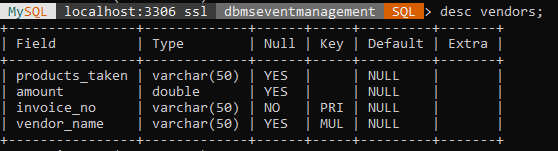 MySQL localhost:3306 ssl dbmseventmanagement SQL > desc vendors;
+----------------+-------------+------+-----+---------+-------+
| Field          | Type        | Null | Key | Default | Extra |
+----------------+-------------+------+-----+---------+-------+
| products_taken | varchar(50) | YES  |     | NULL    |       |
| amount         | double      | YES  |     | NULL    |       |
| invoice_no     | varchar(50) | NO   | PRI | NULL    |       |
| vendor_name    | varchar(50) | YES  | MUL | NULL    |       |
+----------------+-------------+------+-----+---------+-------+